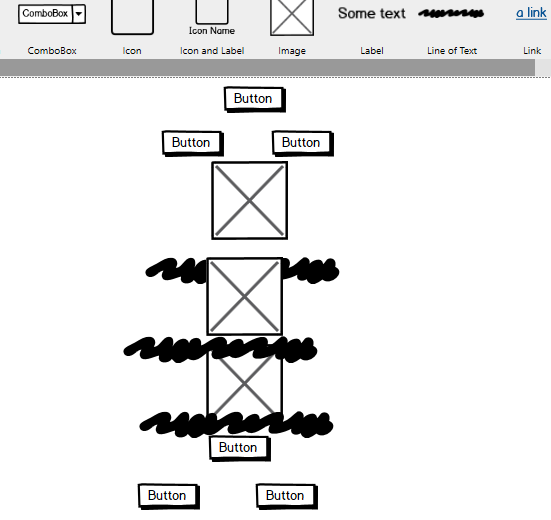 ComboBox
Icon Name
Some text
a link
ComboBox
Icon
Icon and Label
Image
Label
Line of Text
Link
Button
Button
Button
Button
Button
Button